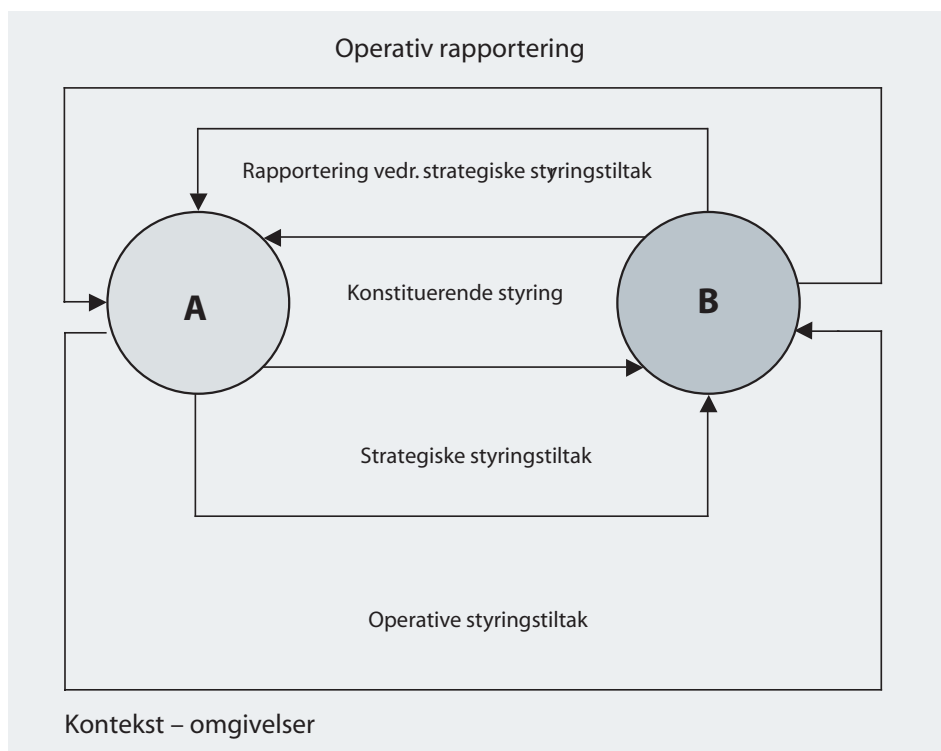 Operativ rapportering
Rapportering vedr. strategiske styringstiltak
A
Konstituerende styring
B
Strategiske styringstiltak
Operative styringstiltak
Kontekst – omgivelser